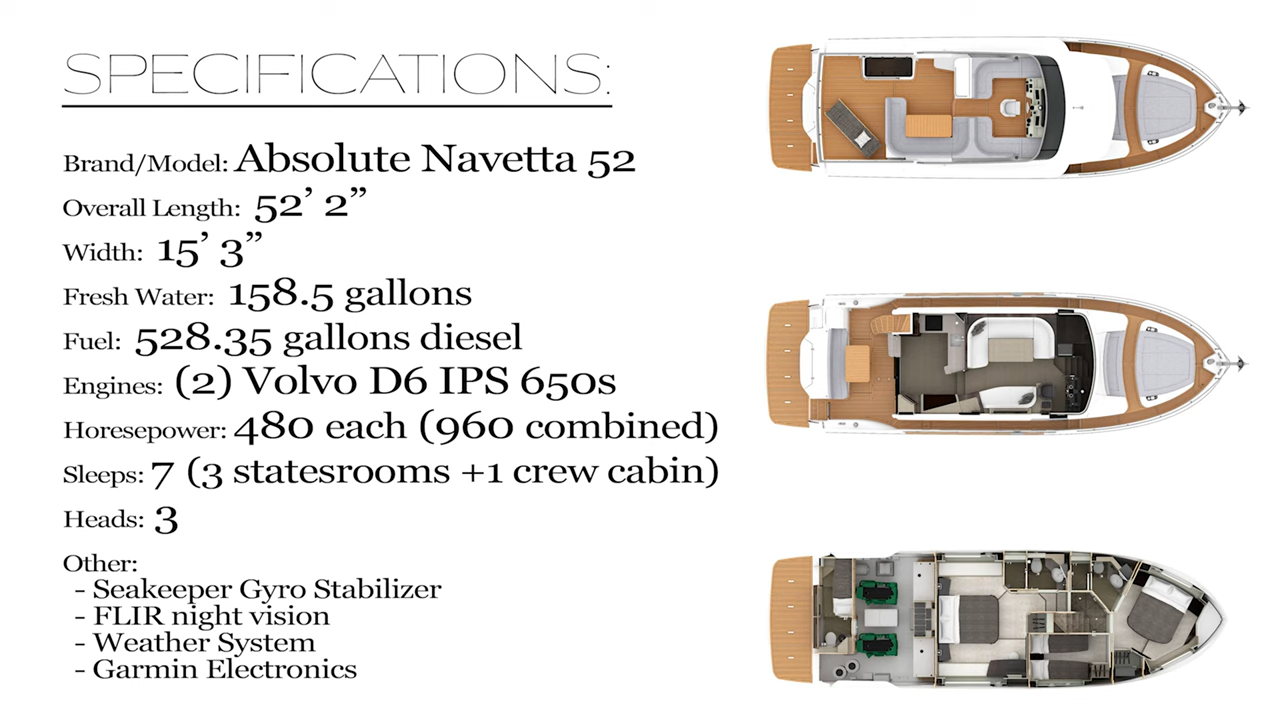 SPECIFICATIONS:
Brand/Model: Absolute Navetta 52
Overall Length: 52’ 2”
Width: 15’ 3”
Fresh Water: 158.5 gallons
Fuel: 528.35 gallons diesel
Engines: (2) Volvo D6 IPS 650s
Horesepower: 480 each (960 combined)
Sleeps: 7 (3 statesrooms +1 crew cabin)
Heads: 3
Other:
- Seakeeper Gyro Stabilizer
- FLIR night vision
- Weather System
- Garmin Electronics